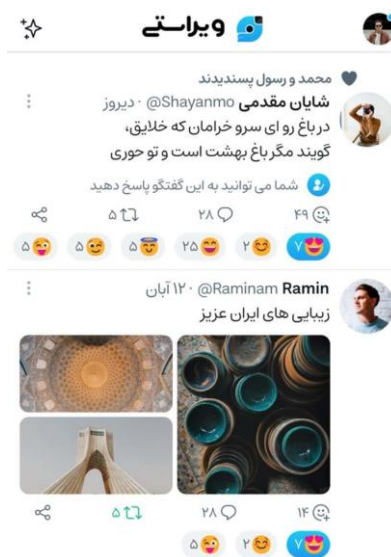 ویراستی
محمد و رسول پسندیدند
شایان مقدمی @Shayanmo · دیروز
در باغ رو ای سرو خرامان که خلایق،
گویند مگر باغ بهشت است و تو حوری
شما می توانید به این گفتگو پاسخ دهید
۴۹ ۲۸ ۵
۷ ۲ ۲۵ ۵ ۵ ۵
Ramin @Raminam · ۱۲ آبان
زیبایی های ایران عزیز
۱۴ ۲۸ ۵
۷ ۲ ۵